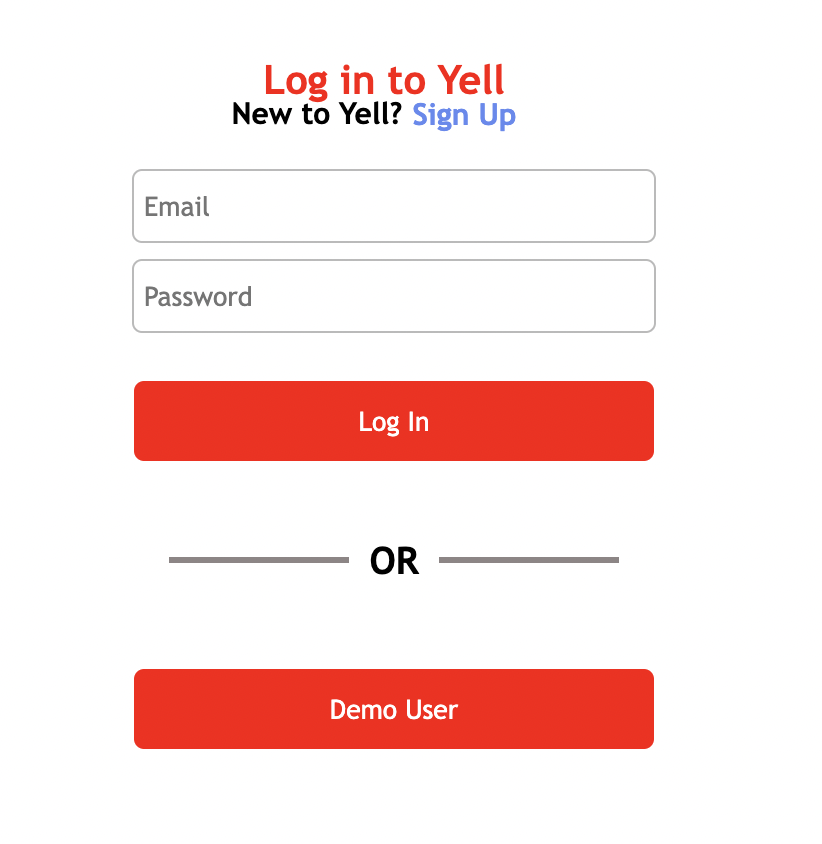 Log in to Yell
New to Yell? Sign Up
Email
Password
Log In
OR
Demo User